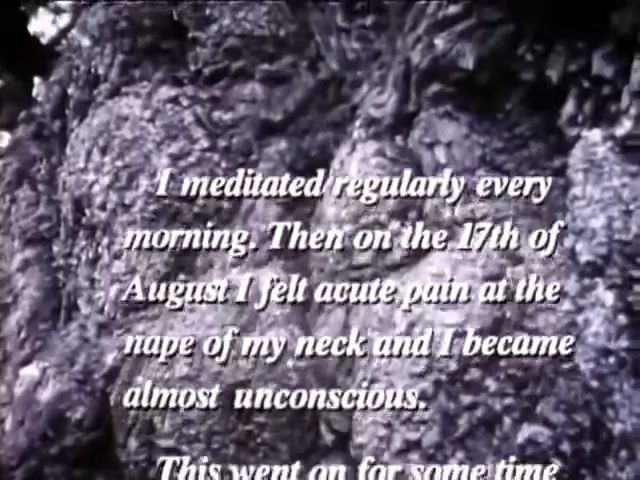 I meditated regularly every
morning. Then on the 17th of
August I felt acute pain at the
nape of my neck and I became
almost unconscious.
This went on for some time